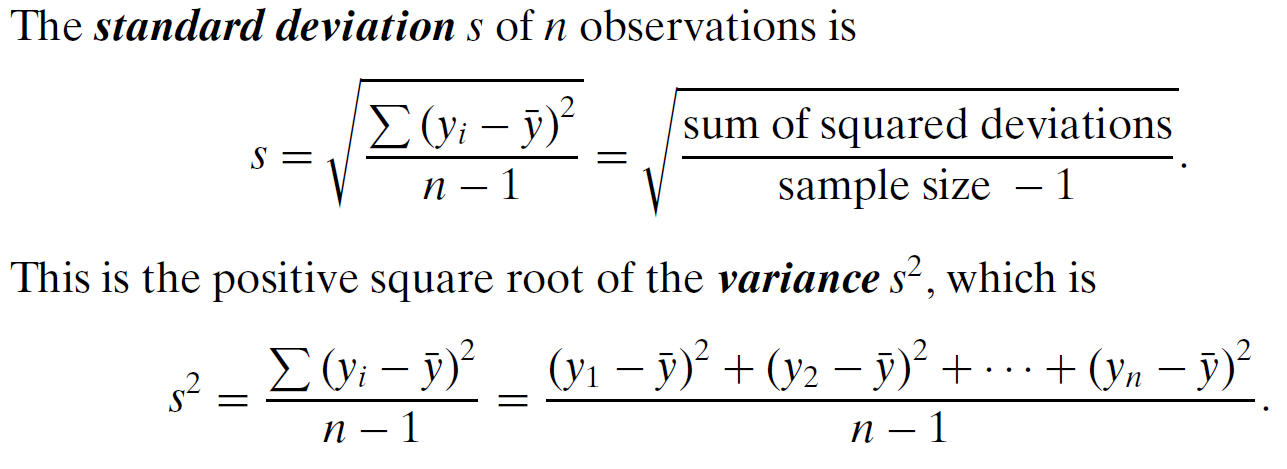 The standard deviation s of n observations is
s = √(∑(yᵢ − ȳ)² / (n − 1)) = √(sum of squared deviations / (sample size − 1)).
This is the positive square root of the variance s², which is
s² = ∑(yᵢ − ȳ)² / (n − 1) = ((y₁ − ȳ)² + (y₂ − ȳ)² + · · · + (yₙ − ȳ)²) / (n − 1).